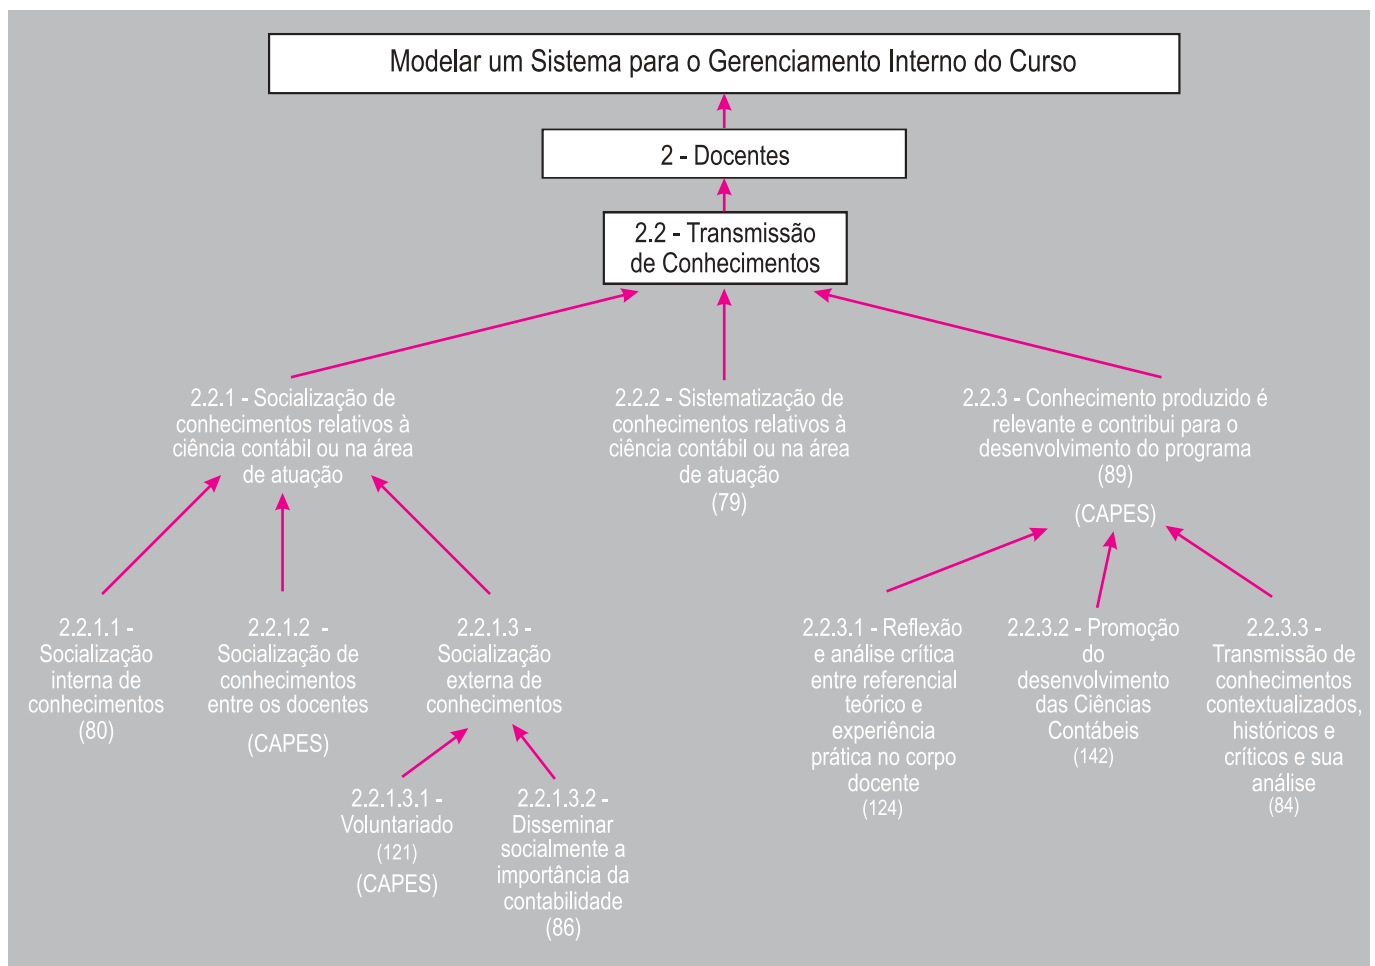 Modelar um Sistema para o Gerenciamento Interno do Curso
2 - Docentes
2.2 - Transmissão
de Conhecimentos
2.2.1 - Socialização de
conhecimentos relativos à
ciência contábil ou na área
de atuação
2.2.2 - Sistematização de
conhecimentos relativos à
ciência contábil ou na área
de atuação
(79)
2.2.3 - Conhecimento produzido é
relevante e contribui para o
desenvolvimento do programa
(89)
(CAPES)
2.2.1.1 -
Socialização
interna de
conhecimentos
(80)
2.2.1.2 -
Socialização de
conhecimentos
entre os docentes
(CAPES)
2.2.1.3 -
Socialização
externa de
conhecimentos
2.2.1.3.1 -
Voluntariado
(121)
(CAPES)
2.2.1.3.2 -
Disseminar
socialmente a
importância da
contabilidade
(86)
2.2.3.1 - Reflexão
e análise crítica
entre referencial
teórico e
experiência
prática no corpo
docente
(124)
2.2.3.2 - Promoção
do
desenvolvimento
das Ciências
Contábeis
(142)
2.2.3.3 -
Transmissão de
conhecimentos
contextualizados,
históricos e
críticos e sua
análise
(84)